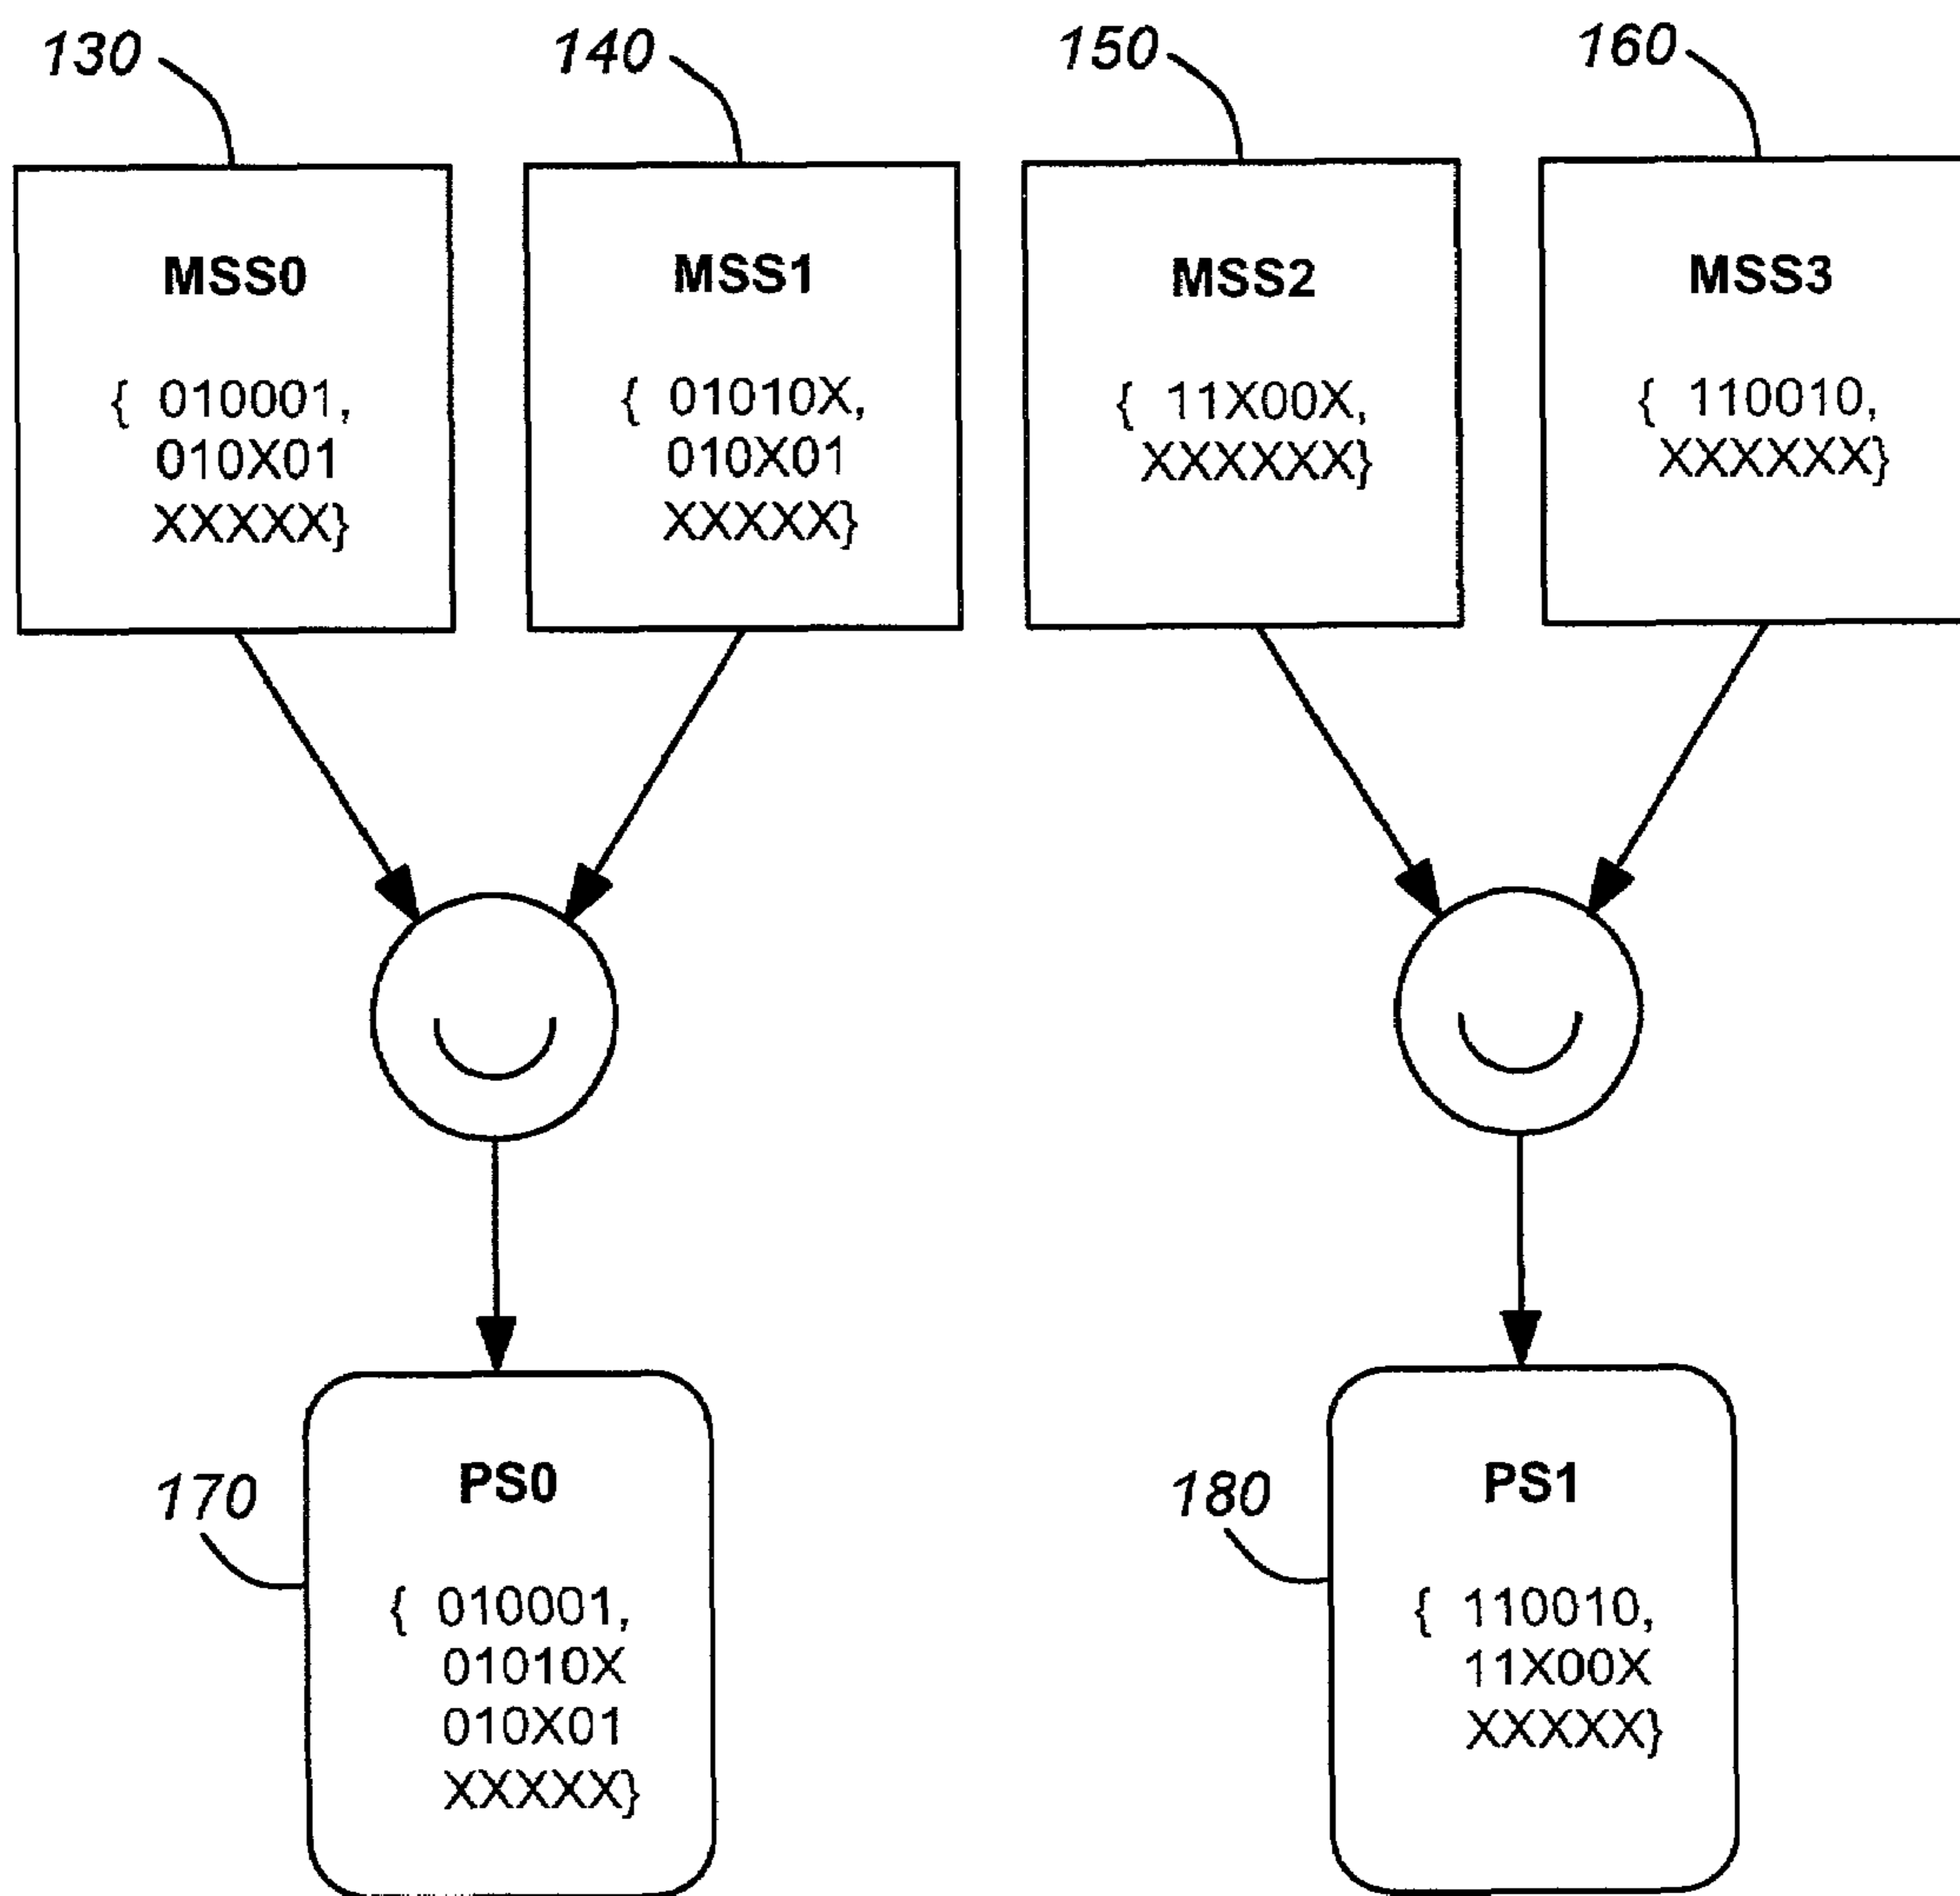 130
140
150
160
MSS0
{ 010001,
010X01
XXXXX}
MSS1
{ 01010X,
010X01
XXXXX}
MSS2
{ 11X00X,
XXXXXX}
MSS3
{ 110010,
XXXXXX}
170
PS0
{ 010001,
01010X
010X01
XXXXX}
180
PS1
{ 110010,
11X00X
XXXXX}